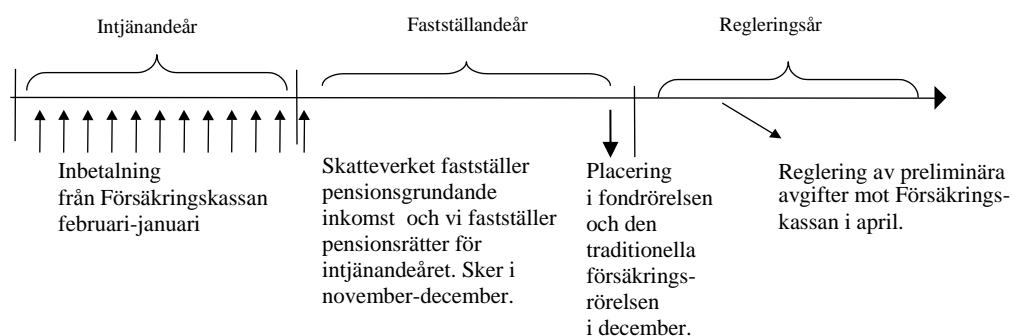 Intjänandeår
Fastställandeår
Regleringsår
Inbetalning
från Försäkringskassan
februari-januari
Skatteverket fastställer
pensionsgrundande
inkomst och vi fastställer
pensionsrätter för
intjänandeåret. Sker i
november-december.
Placering
i fondrörelsen
och den
traditionella
försäkrings-
rörelsen
i december.
Reglering av preliminära
avgifter mot Försäkrings-
kassan i april.